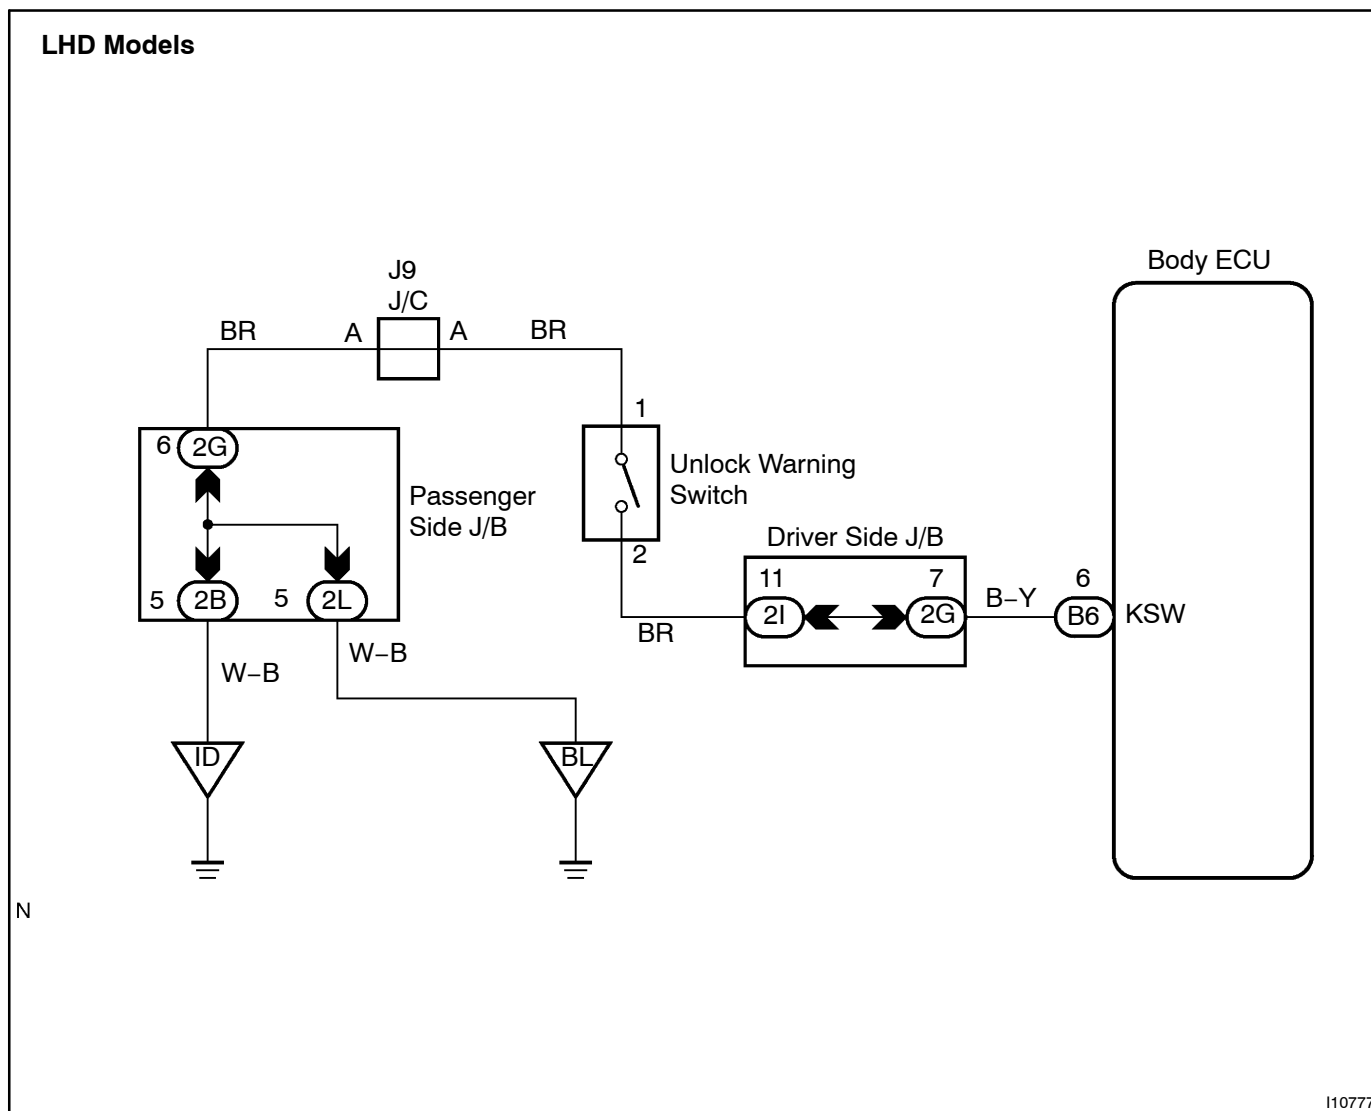 LHD Models
Body ECU
J9
J/C
BR
A
A
BR
1
6
2G
Unlock Warning
Switch
Passenger
Side J/B
2
Driver Side J/B
11
7
6
5
2B
5
2L
2I
2G
B–Y
B6
KSW
BR
W–B
W–B
ID
BL
N
I10777